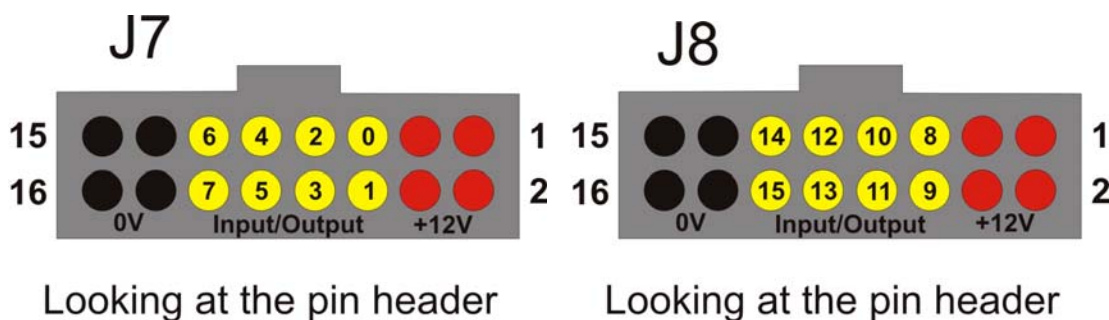 J7
15 6 4 2 0 1
16 7 5 3 1 2
0V Input/Output +12V
Looking at the pin header
J8
15 14 12 10 8 1
16 15 13 11 9 2
0V Input/Output +12V
Looking at the pin header